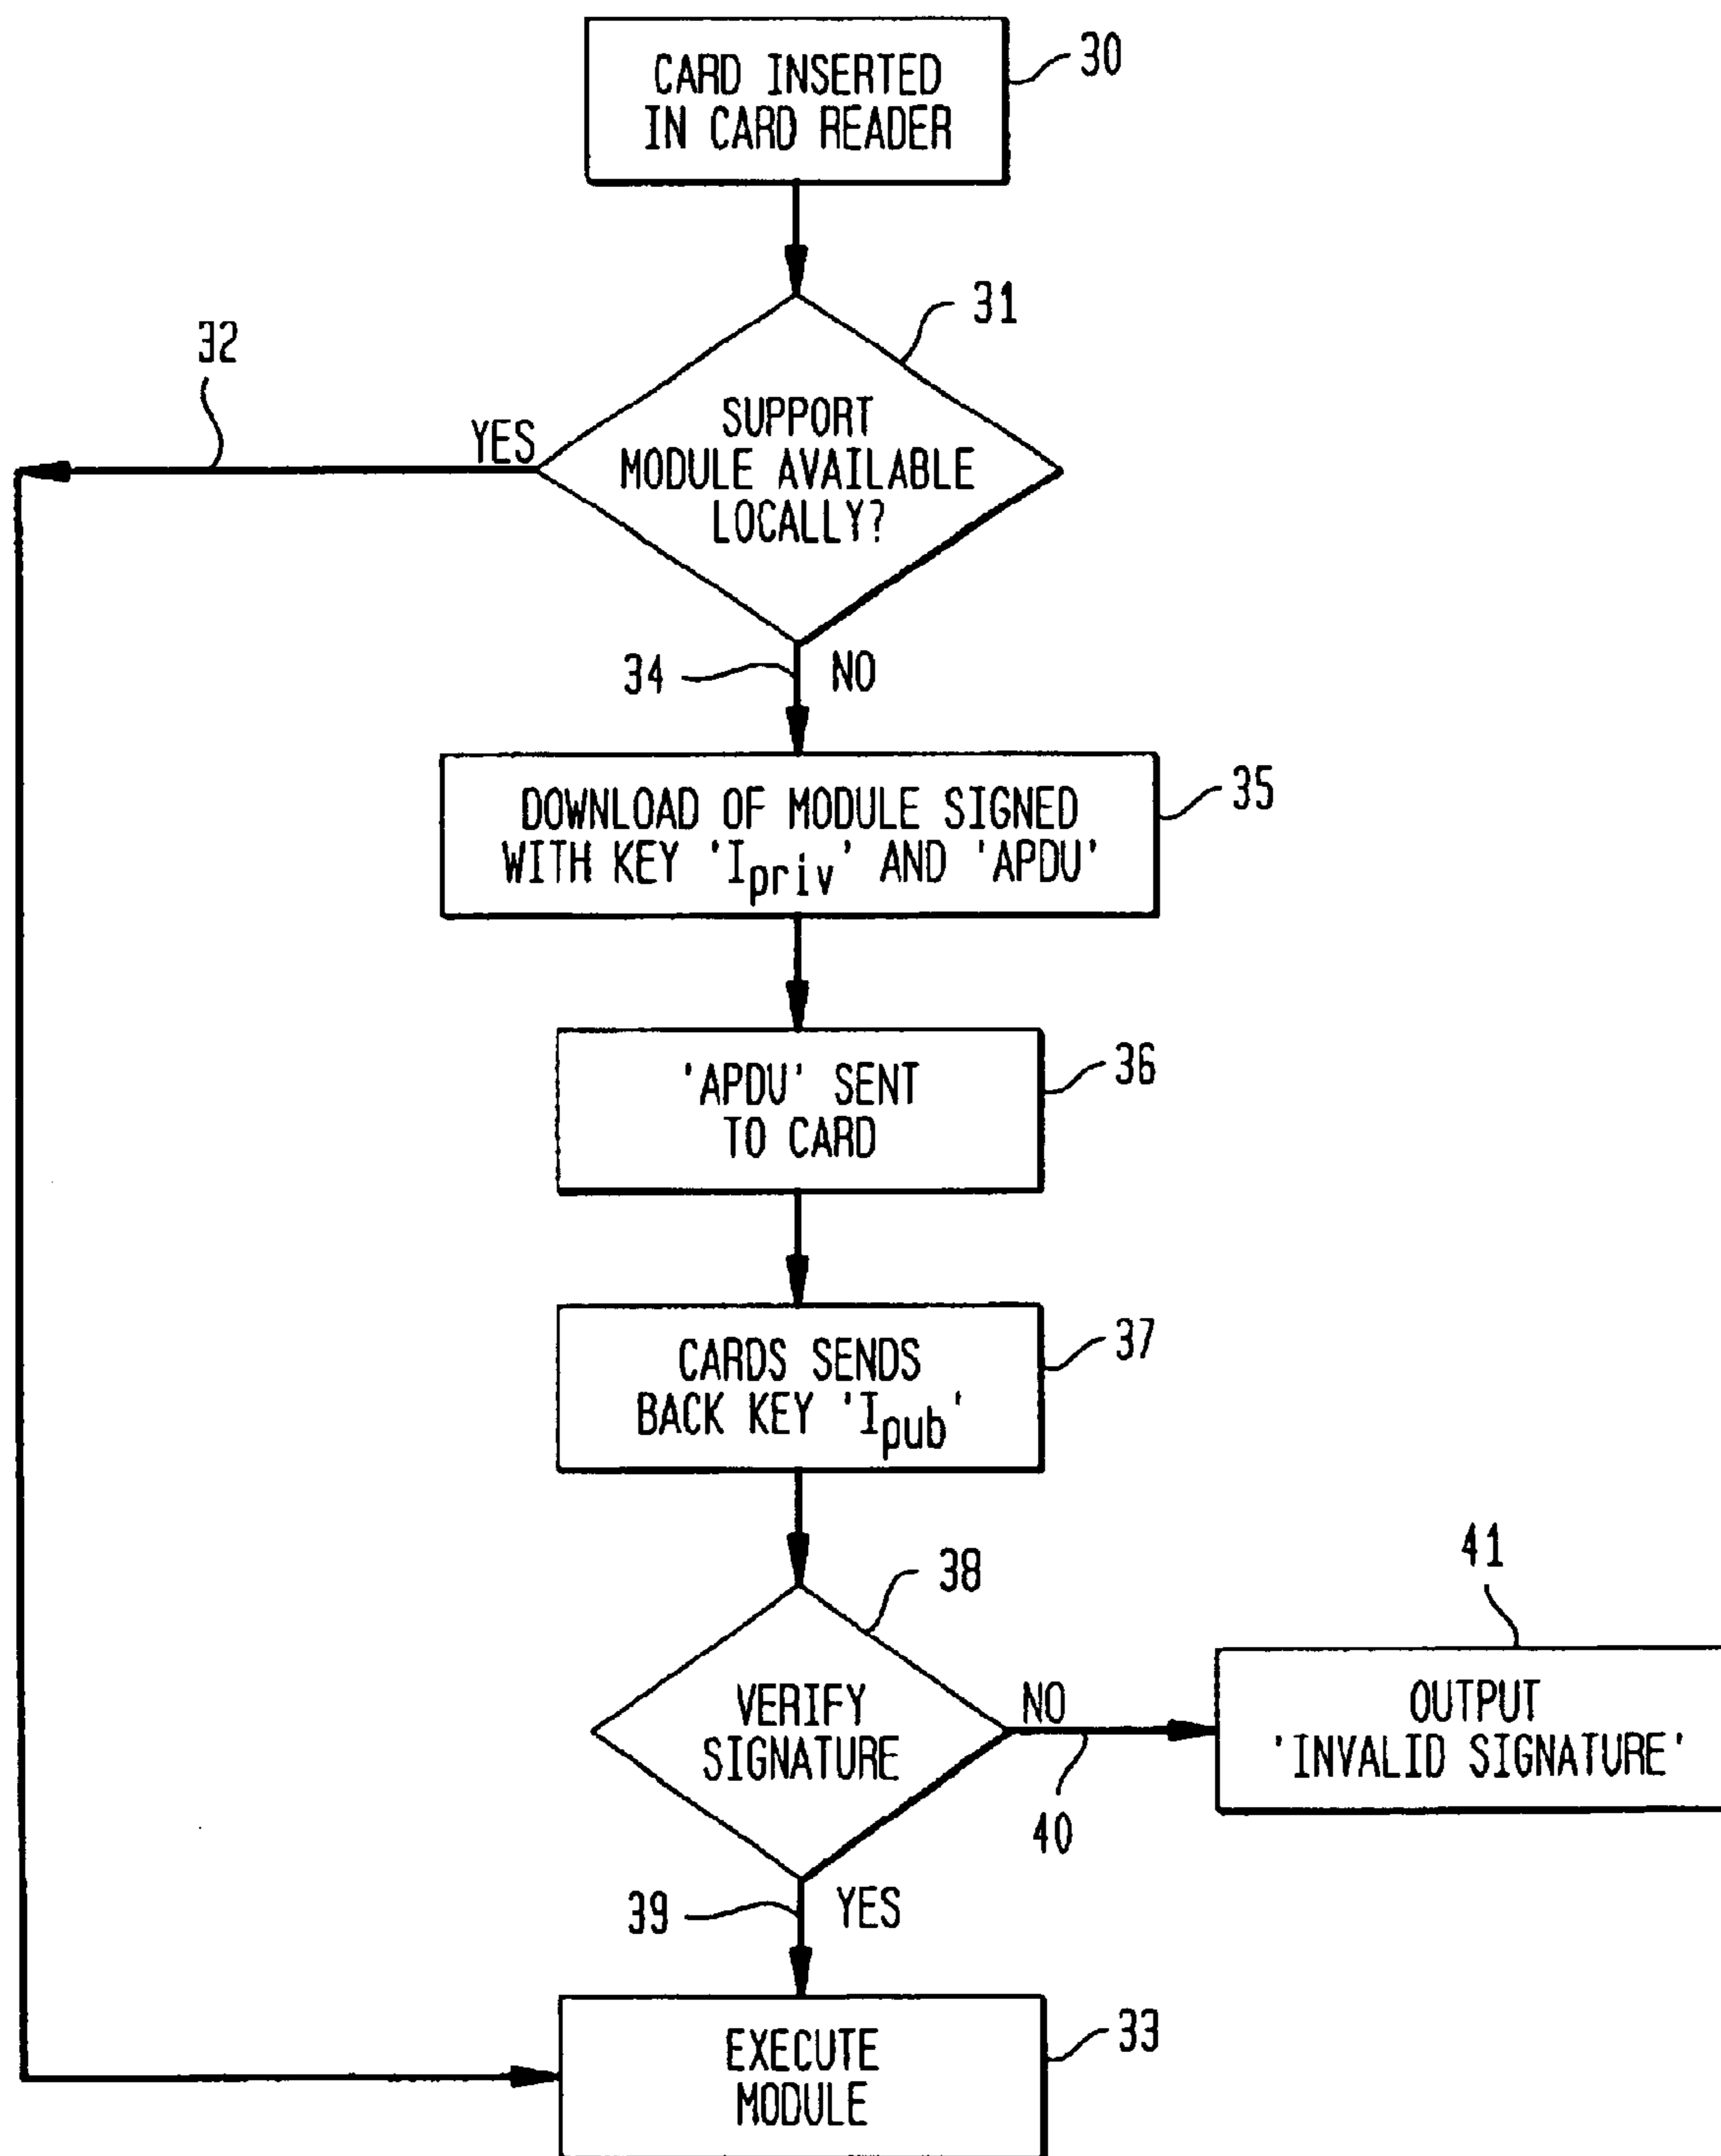 CARD INSERTED
IN CARD READER
30
31
32
SUPPORT
MODULE AVAILABLE
LOCALLY?
YES
34
NO
DOWNLOAD OF MODULE SIGNED
WITH KEY 'Ipriv' AND 'APDU'
35
'APDU' SENT
TO CARD
36
CARDS SENDS
BACK KEY 'Ipub'
37
38
41
VERIFY
SIGNATURE
NO
40
OUTPUT
'INVALID SIGNATURE'
39
YES
EXECUTE
MODULE
33